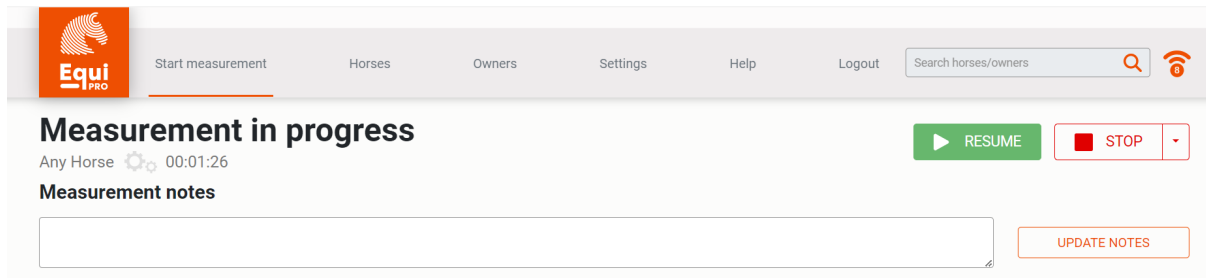 Equi
PRO
Start measurement
Horses
Owners
Settings
Help
Logout
Search horses/owners
8
Measurement in progress
RESUME
STOP
Any Horse 00:01:26
Measurement notes
UPDATE NOTES